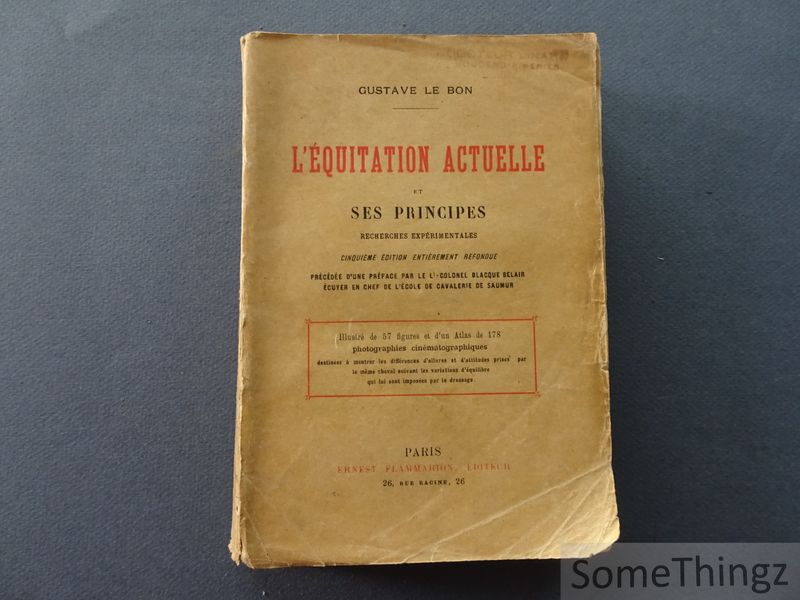 GUSTAVE LE BON
L'ÉQUITATION ACTUELLE
ET
SES PRINCIPES
RECHERCHES EXPÉRIMENTALES
CINQUIÈME ÉDITION ENTIÈREMENT REFONDUE
PRÉCÉDÉE D'UNE PRÉFACE PAR LE Lt-COLONEL BLACQUE BELAIR
ÉCUYER EN CHEF DE L'ÉCOLE DE CAVALERIE DE SAUMUR
Illustré de 57 figures et d'un Atlas de 178
photographies cinématographiques
destinées à montrer les différences d'allures et d'attitudes prises par
le même cheval suivant les variations d'équilibre
qui lui sont imposées par le dressage
PARIS
ERNEST FLAMMARION, ÉDITEUR
26, RUE RACINE, 26
SomeThingz